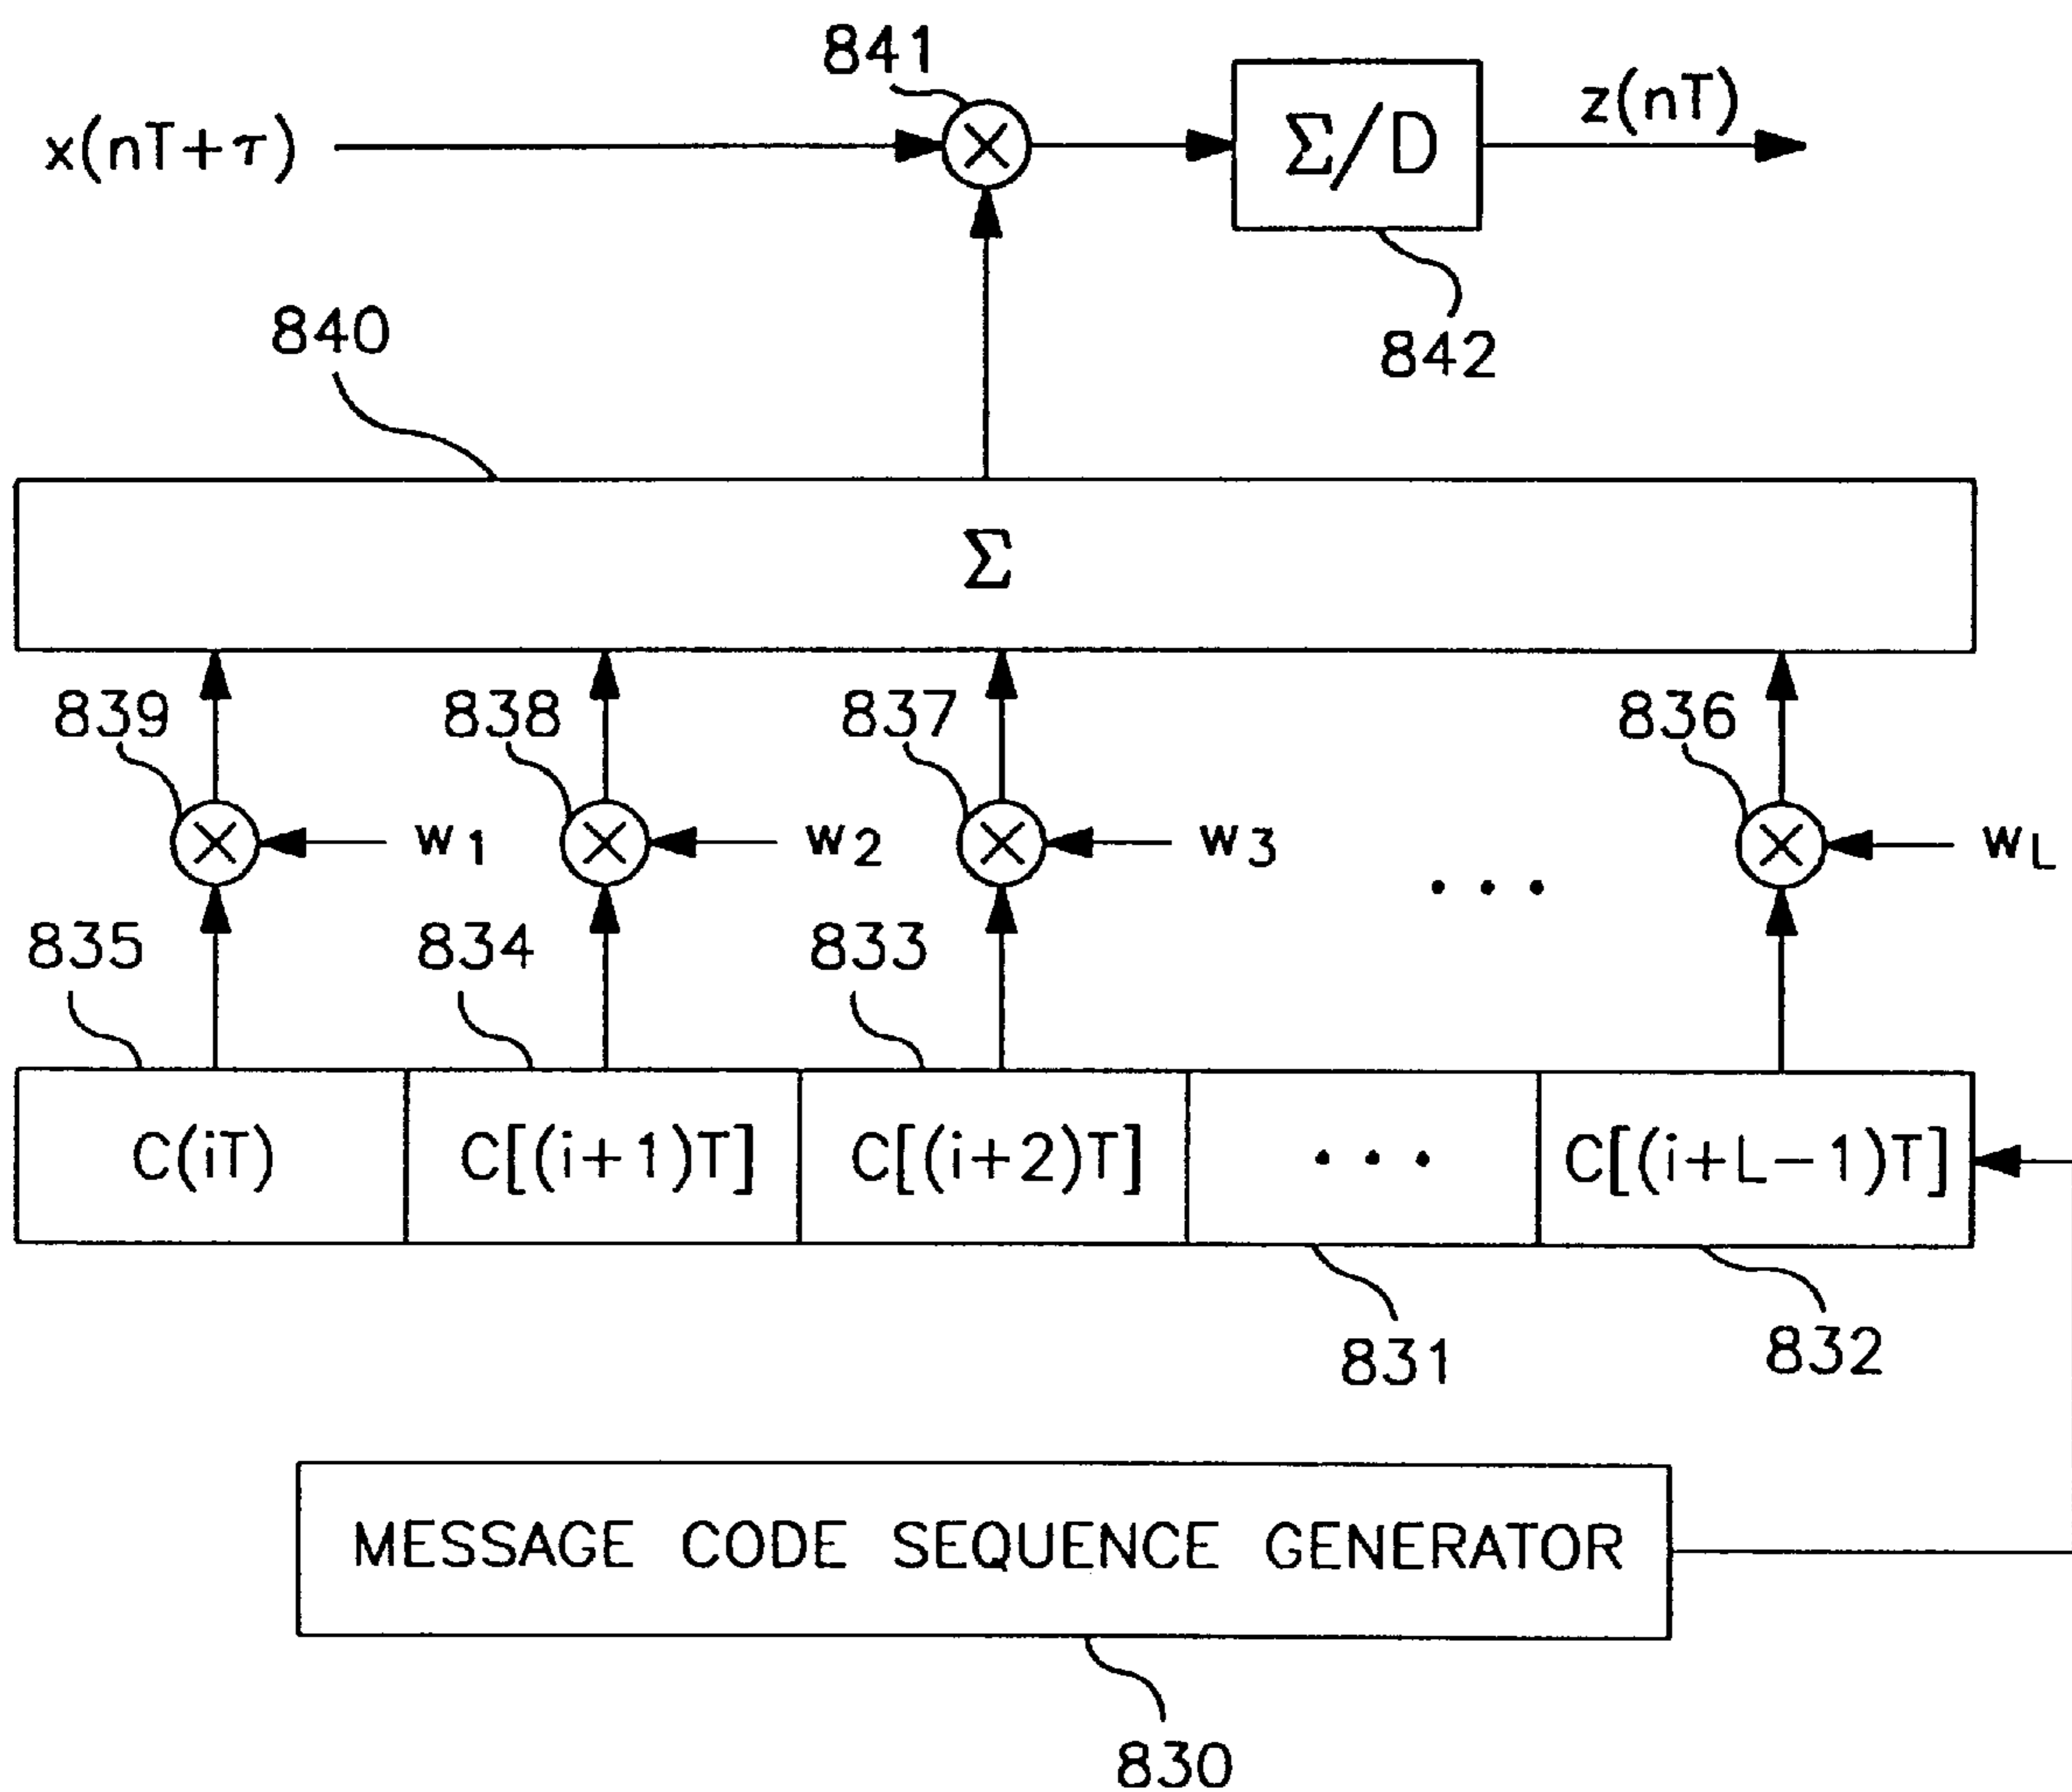 841
x(nT+τ)
Σ/D
z(nT)
842
840
Σ
839
838
837
836
w1
w2
w3
...
wL
835
834
833
C(iT)
C[(i+1)T]
C[(i+2)T]
...
C[(i+L-1)T]
831
832
MESSAGE CODE SEQUENCE GENERATOR
830